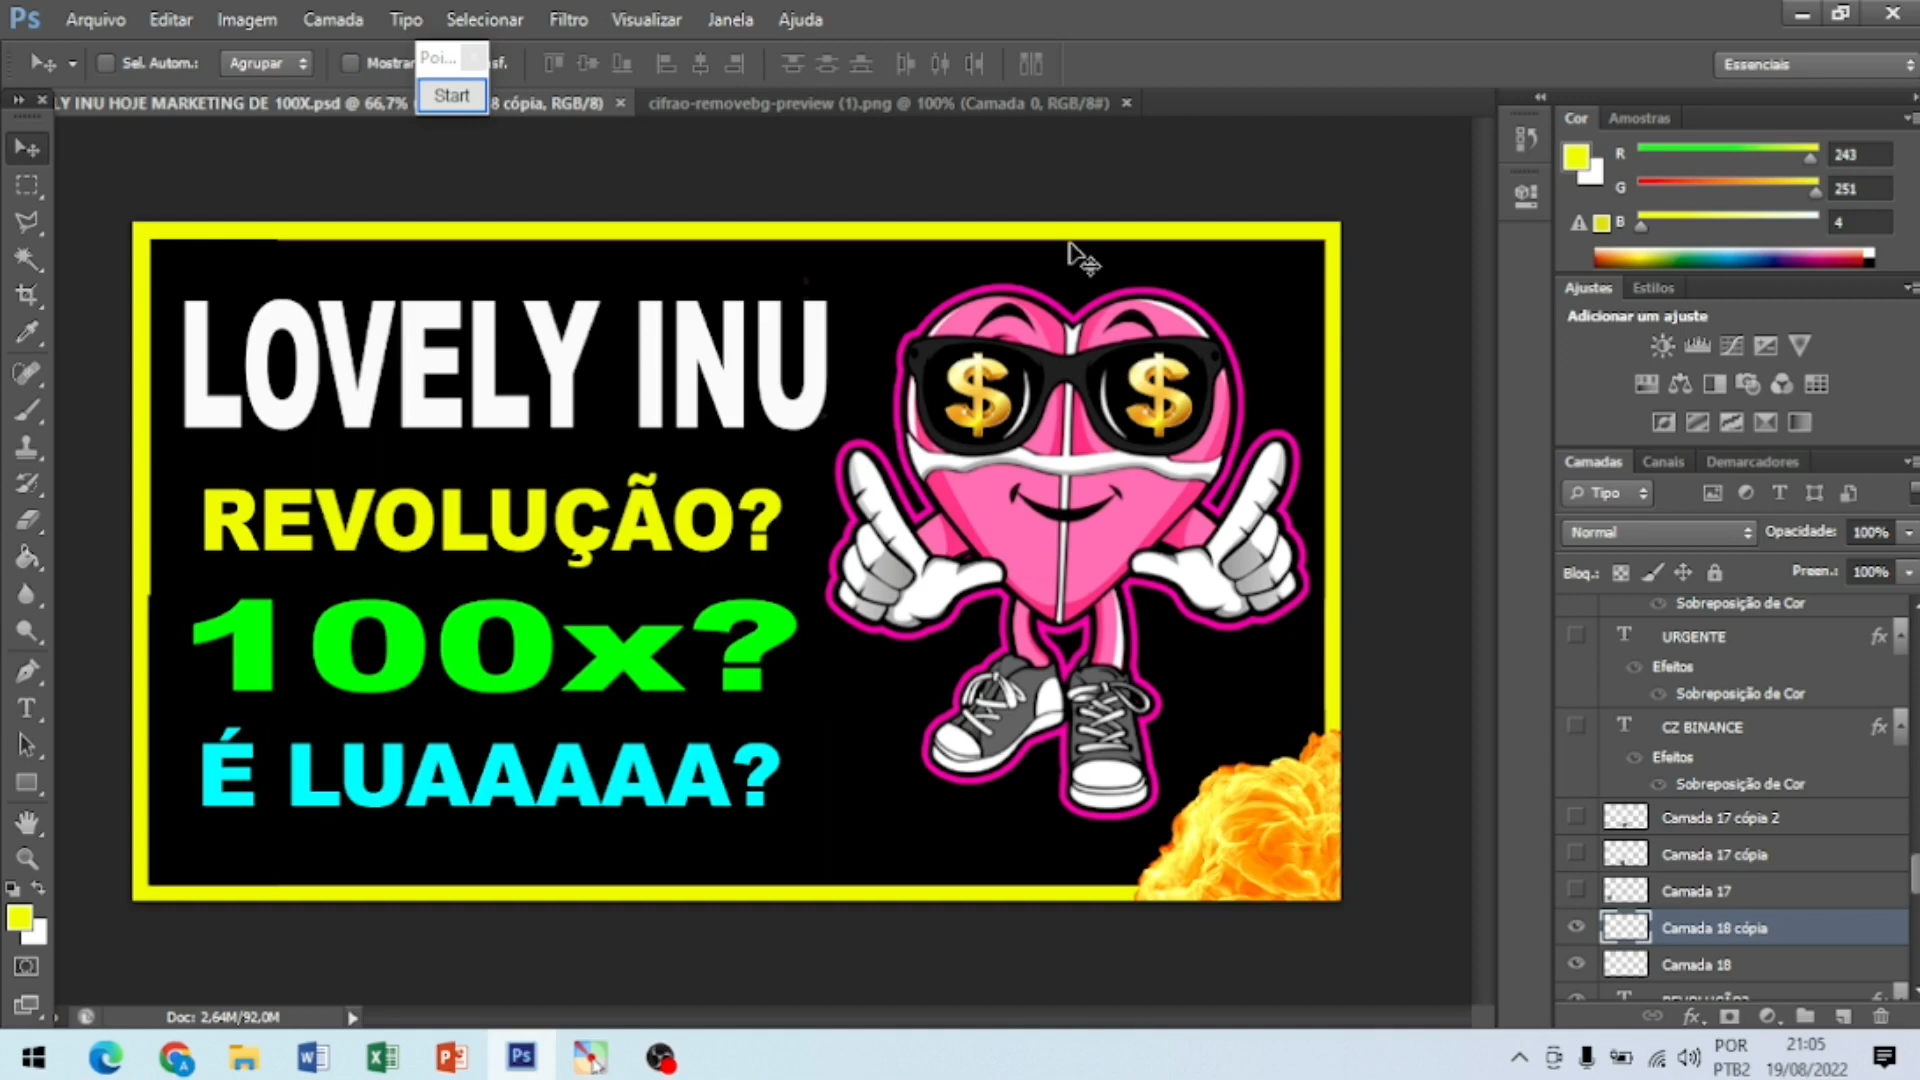 Ps Arquivo Editar Imagem Camada Tipo Selecionar Filtro Visualizar Janela Ajuda
Sel. Autom.: Agrupar Mostrar sf. Essenciais
Poi...
Start
LY INU HOJE MARKETING DE 100X.psd @ 66,7% 8 cópia, RGB/8) cifrao-removebg-preview (1).png @ 100% (Camada 0, RGB/8#)
LOVELY INU
REVOLUÇÃO?
100x?
É LUAAAAA?
$ $
Cor Amostras
R 243
G 251
B 4
Ajustes Estilos
Adicionar um ajuste
Camadas Canais Demarcadores
Tipo
Normal Opacidade: 100%
Bloq.: Preen.: 100%
Sobreposição de Cor
T URGENTE fx
Efeitos
Sobreposição de Cor
T CZ BINANCE fx
Efeitos
Sobreposição de Cor
Camada 17 cópia 2
Camada 17 cópia
Camada 17
Camada 18 cópia
Camada 18
REVOLUÇÃO?
Doc: 2,64M/92,0M
POR
PTB2
21:05
19/08/2022